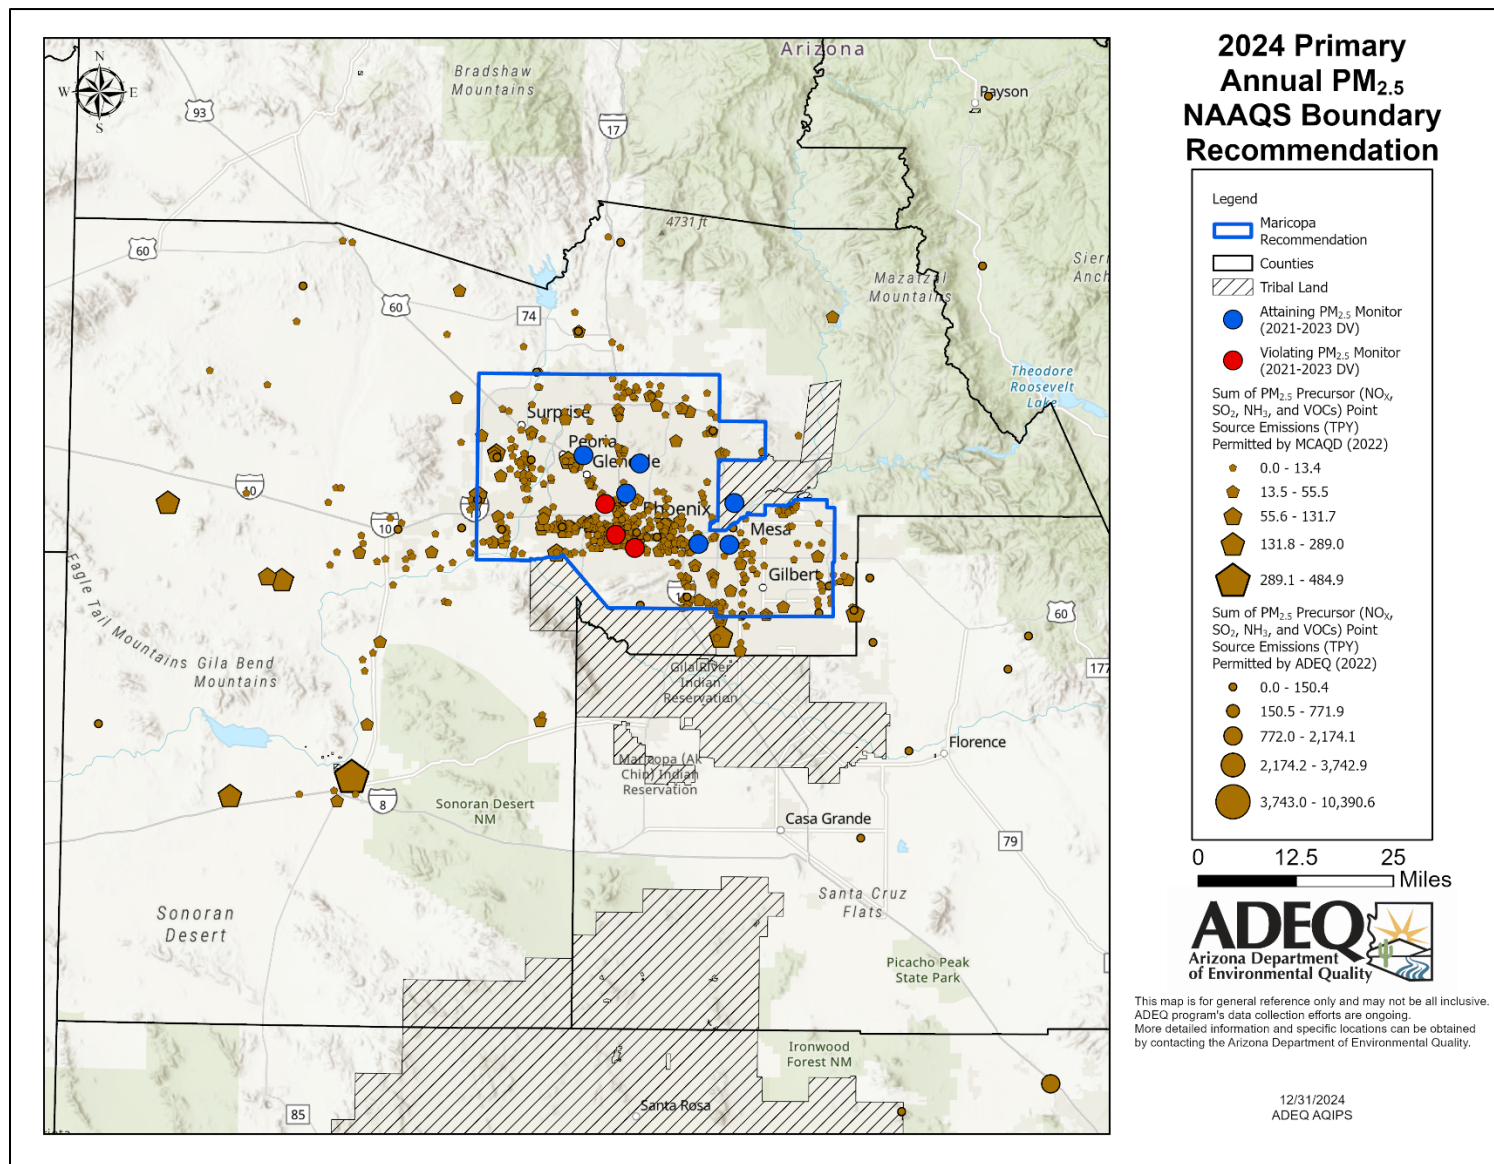 2024 Primary
Annual PM2.5
NAAQS Boundary
Recommendation
Legend
Maricopa
Recommendation
Counties
Tribal Land
Attaining PM2.5 Monitor
(2021-2023 DV)
Violating PM2.5 Monitor
(2021-2023 DV)
Sum of PM2.5 Precursor (NOX,
SO2, NH3, and VOCs) Point
Source Emissions (TPY)
Permitted by MCAQD (2022)
0.0 - 13.4
13.5 - 55.5
55.6 - 131.7
131.8 - 289.0
289.1 - 484.9
Sum of PM2.5 Precursor (NOX,
SO2, NH3, and VOCs) Point
Source Emissions (TPY)
Permitted by ADEQ (2022)
0.0 - 150.4
150.5 - 771.9
772.0 - 2,174.1
2,174.2 - 3,742.9
3,743.0 - 10,390.6
0 12.5 25
Miles
ADEQ
Arizona Department
of Environmental Quality
This map is for general reference only and may not be all inclusive.
ADEQ program's data collection efforts are ongoing.
More detailed information and specific locations can be obtained
by contacting the Arizona Department of Environmental Quality.
12/31/2024
ADEQ AQIPS
N
W E
S
Arizona
Bradshaw
Mountains
93
17
Payson
60
4731 ft
Mazatzal
Mountains
Sierr
Anch
60
74
Theodore
Roosevelt
Lake
Surprise
Peoria
Glendale
10
10
Phoenix
Mesa
Gilbert
10
60
177
Eagle Tail Mountains
Gila Bend
Mountains
Gila River
Indian
Reservation
Florence
Maricopa (Ak
Chin) Indian
Reservation
8
Sonoran Desert
NM
Casa Grande
79
Santa Cruz
Flats
Sonoran
Desert
Picacho Peak
State Park
Ironwood
Forest NM
85
Santa Rosa